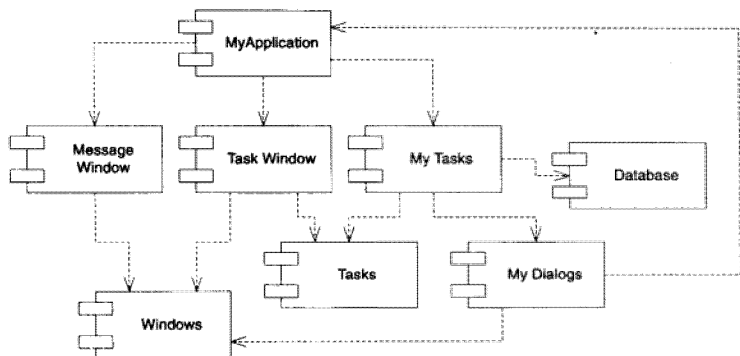 MyApplication
Message
Window
Task Window
My Tasks
Database
Tasks
My Dialogs
Windows